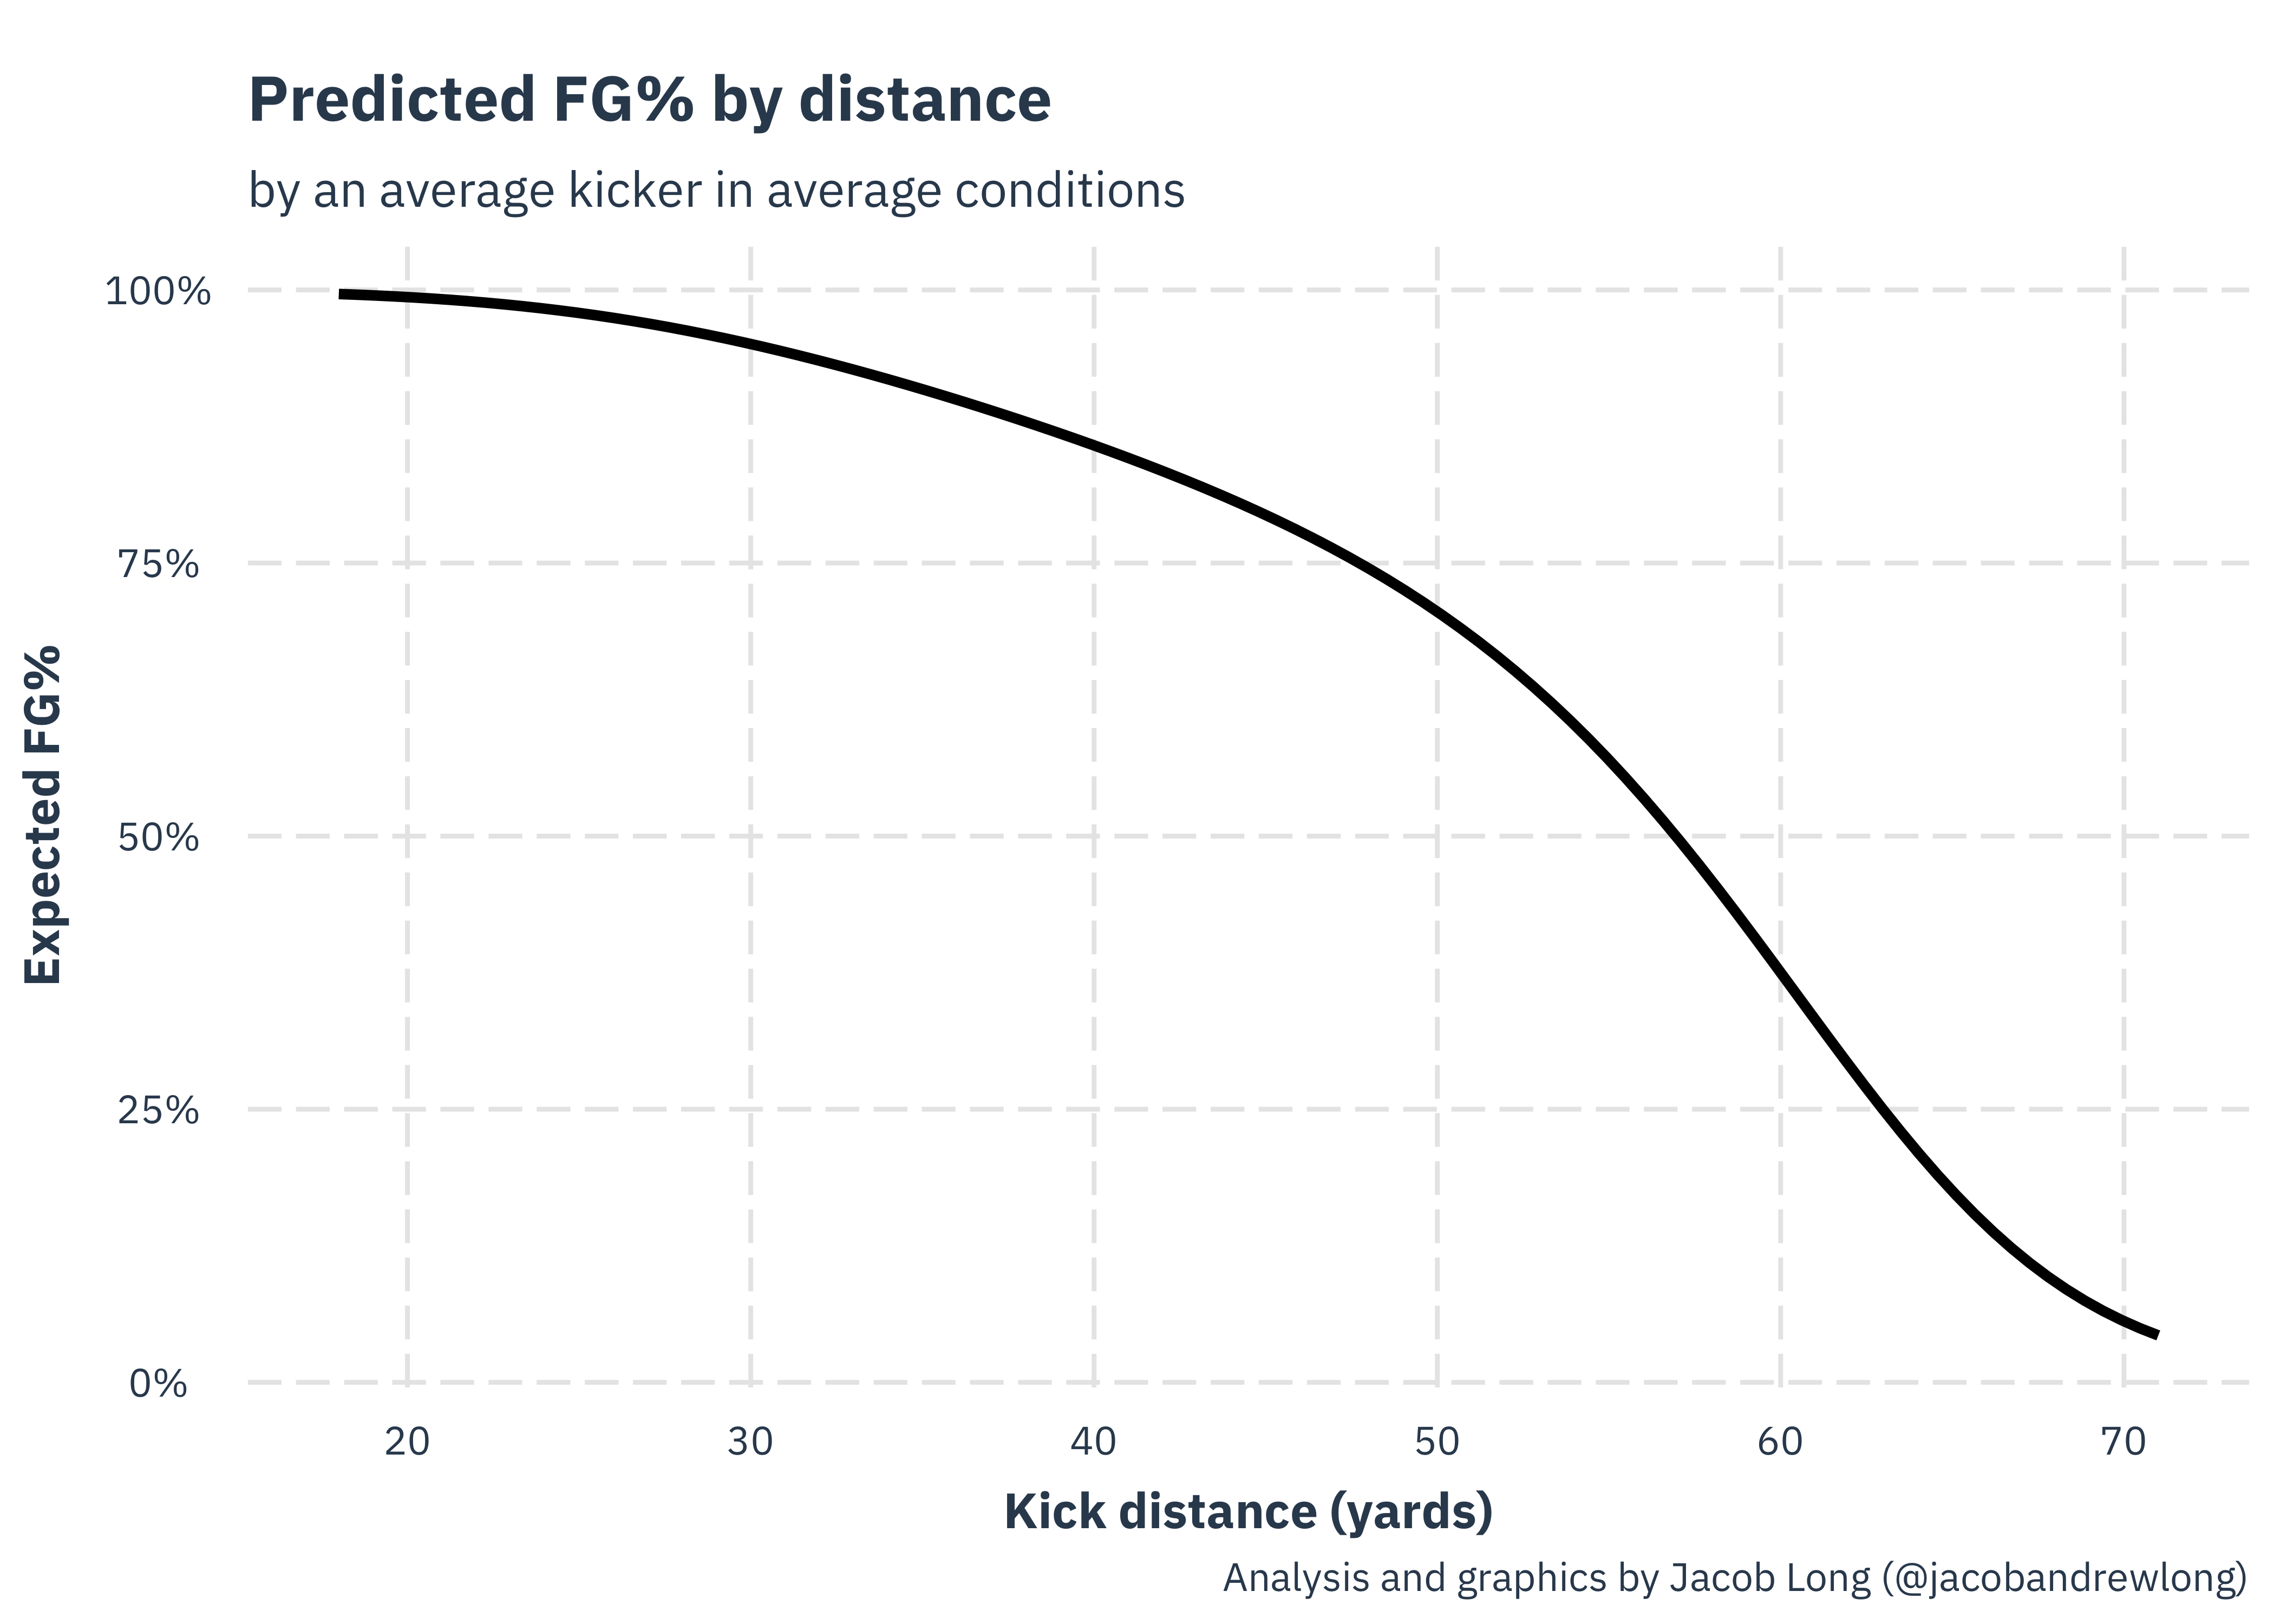 Predicted FG% by distance
by an average kicker in average conditions
Expected FG%
100%
75%
50%
25%
0%
20 30 40 50 60 70
Kick distance (yards)
Analysis and graphics by Jacob Long (@jacobandrewlong)